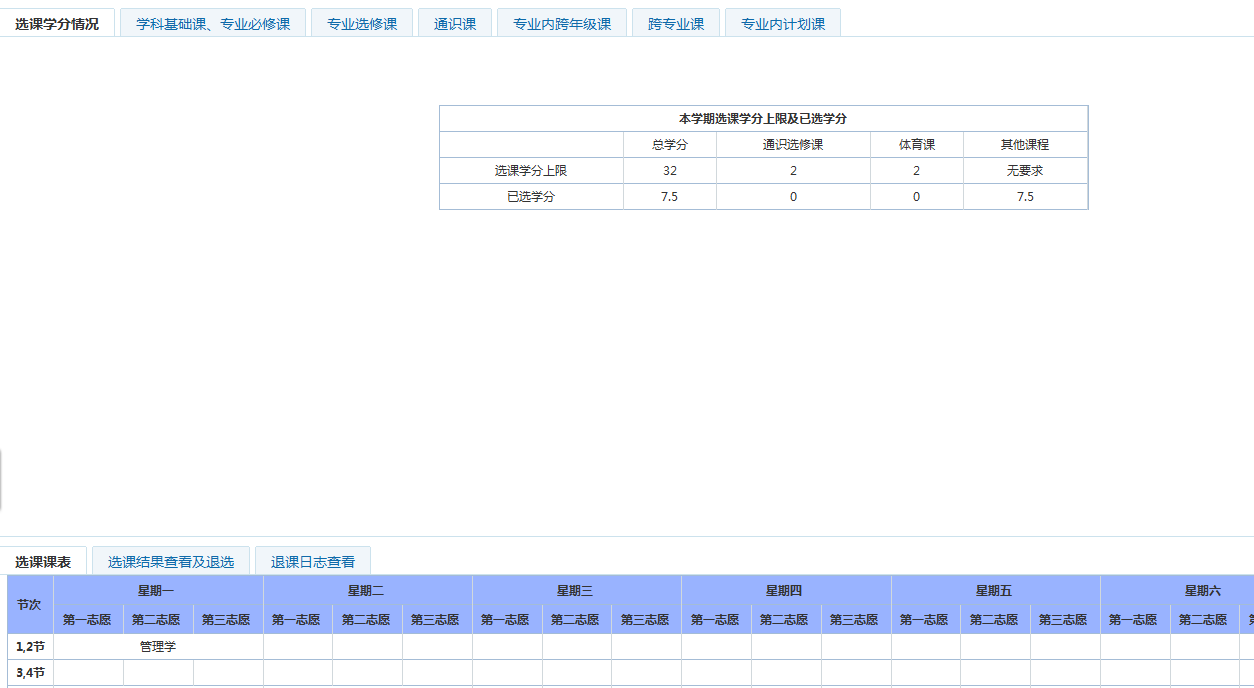 选课学分情况 学科基础课、专业必修课 专业选修课 通识课 专业内跨年级课 跨专业课 专业内计划课
本学期选课学分上限及已选学分
总学分 通识选修课 体育课 其他课程
选课学分上限 32 2 2 无要求
已选学分 7.5 0 0 7.5
选课课表 选课结果查看及退选 退课日志查看
节次 星期一 星期二 星期三 星期四 星期五 星期六
第一志愿 第二志愿 第三志愿 第一志愿 第二志愿 第三志愿 第一志愿 第二志愿 第三志愿 第一志愿 第二志愿 第三志愿 第一志愿 第二志愿 第三志愿 第一志愿 第二志愿
1,2节 管理学
3,4节